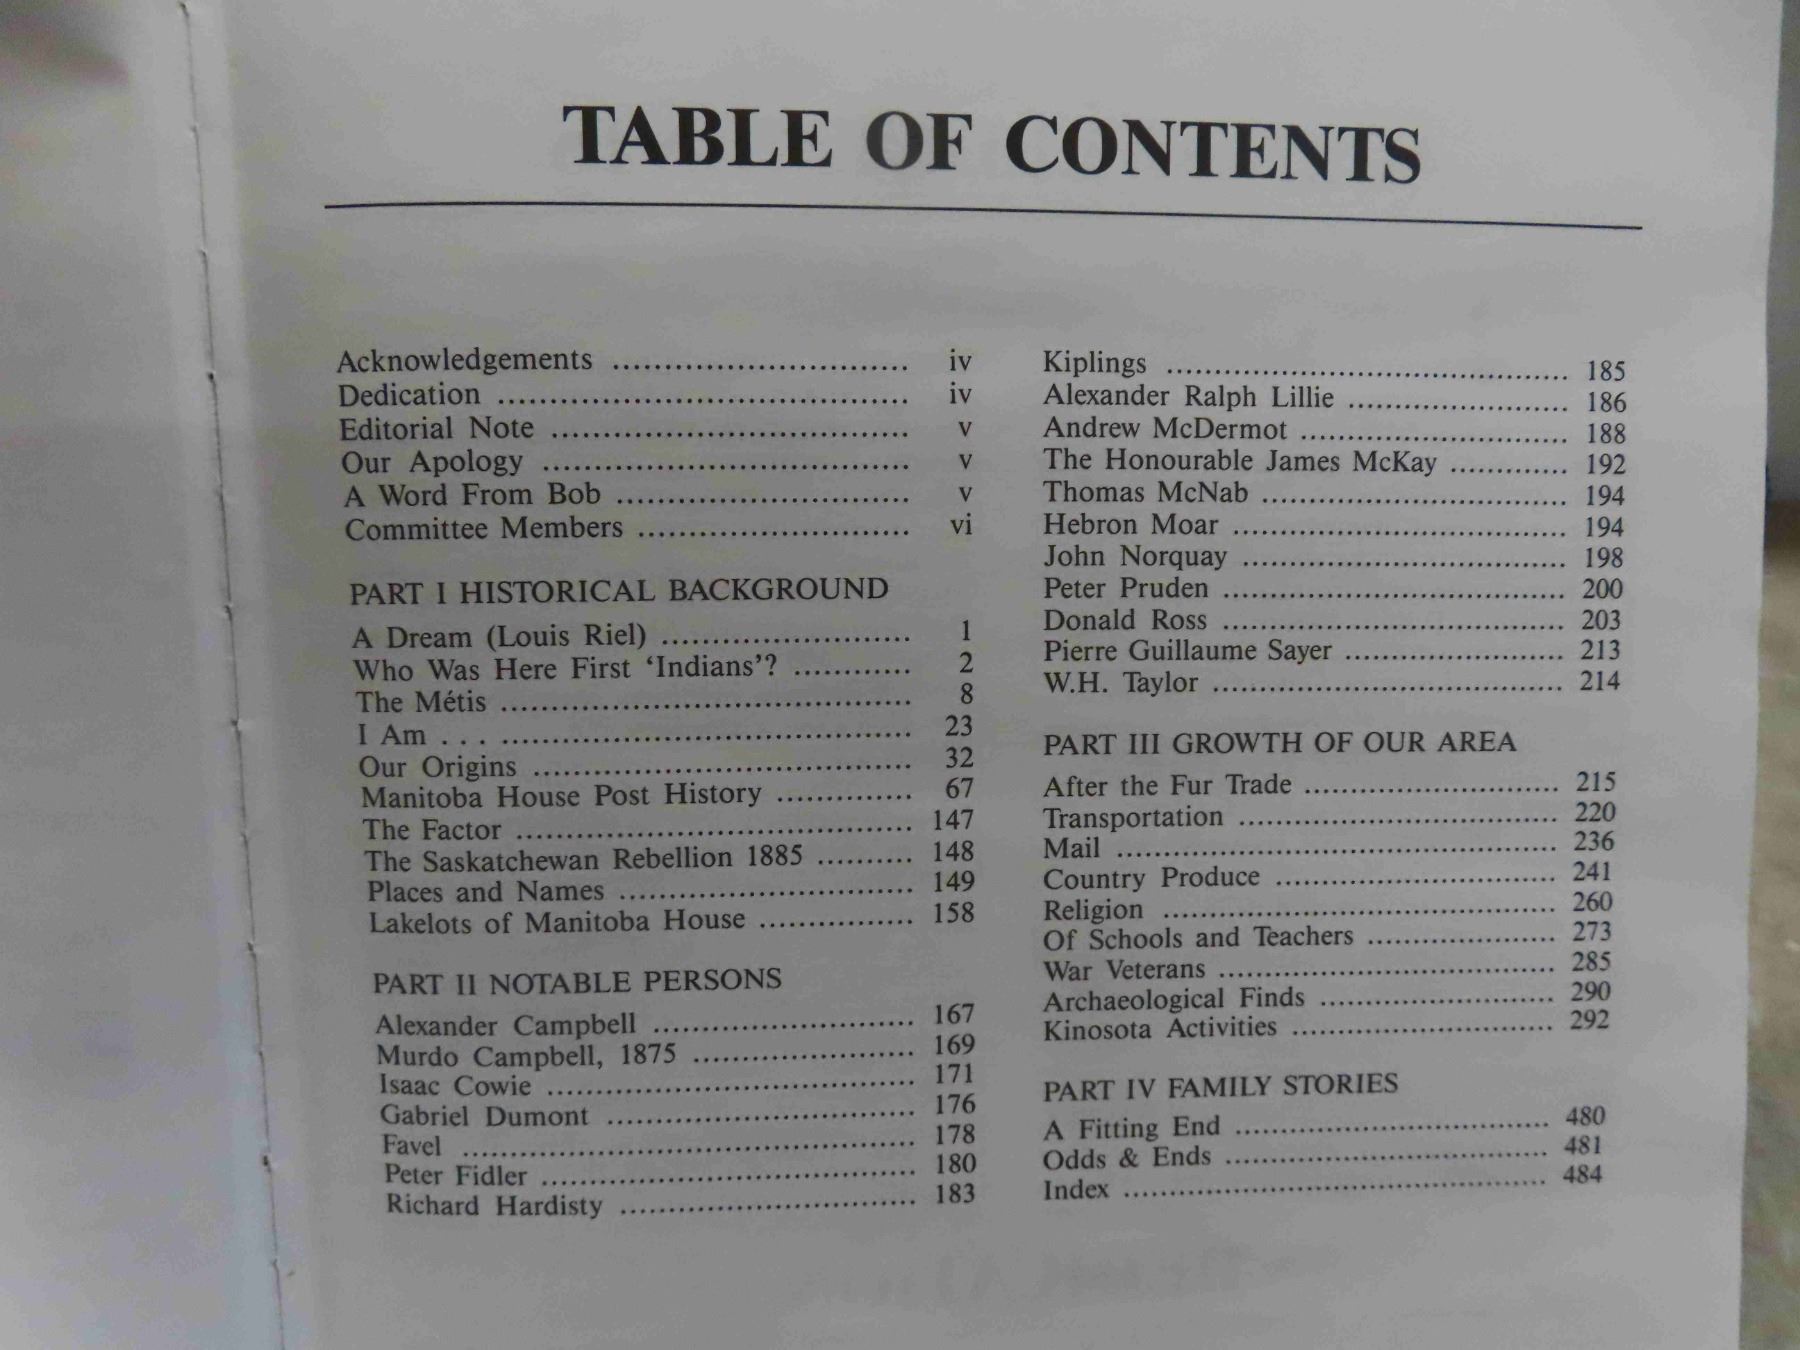 TABLE OF CONTENTS
Acknowledgements ............................. iv
Dedication ........................................ iv
Editorial Note ................................... v
Our Apology .................................... v
A Word From Bob ............................. v
Committee Members ........................... vi
PART I HISTORICAL BACKGROUND
A Dream (Louis Riel) ......................... 1
Who Was Here First ‘Indians’? ............ 2
The Métis ........................................ 8
I Am . . . ........................................ 23
Our Origins ...................................... 32
Manitoba House Post History .............. 67
The Factor ....................................... 147
The Saskatchewan Rebellion 1885 .......... 148
Places and Names ............................. 149
Lakelots of Manitoba House ................ 158
PART II NOTABLE PERSONS
Alexander Campbell ........................... 167
Murdo Campbell, 1875 ....................... 169
Isaac Cowie ...................................... 171
Gabriel Dumont ................................ 176
Favel .............................................. 178
Peter Fidler ...................................... 180
Richard Hardisty ............................... 183
Kiplings .......................................... 185
Alexander Ralph Lillie ........................ 186
Andrew McDermot ............................. 188
The Honourable James McKay ............. 192
Thomas McNab ................................. 194
Hebron Moar .................................... 194
John Norquay ................................... 198
Peter Pruden ..................................... 200
Donald Ross ..................................... 203
Pierre Guillaume Sayer ....................... 213
W.H. Taylor ..................................... 214
PART III GROWTH OF OUR AREA
After the Fur Trade ............................ 215
Transportation ................................... 220
Mail ............................................... 236
Country Produce ............................... 241
Religion .......................................... 260
Of Schools and Teachers ..................... 273
War Veterans .................................... 285
Archaeological Finds .......................... 290
Kinosota Activities ............................. 292
PART IV FAMILY STORIES
A Fitting End ................................... 480
Odds & Ends .................................... 481
Index .............................................. 484